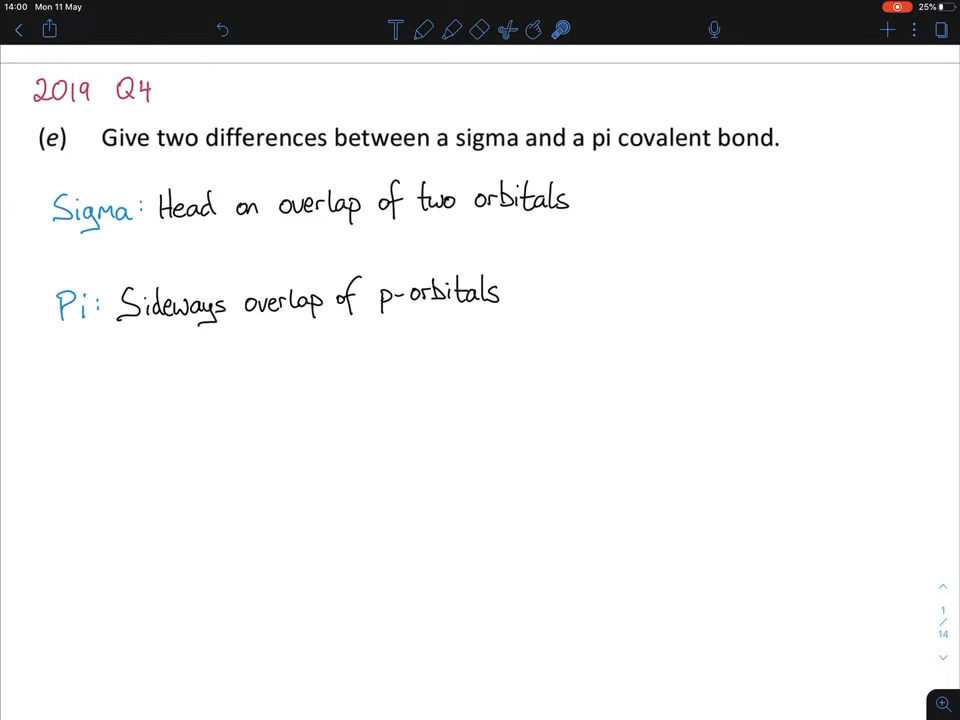 14:00 Mon 11 May 25%
2019 Q4
(e) Give two differences between a sigma and a pi covalent bond.
Sigma: Head on overlap of two orbitals
Pi: Sideways overlap of p-orbitals
1
/
14